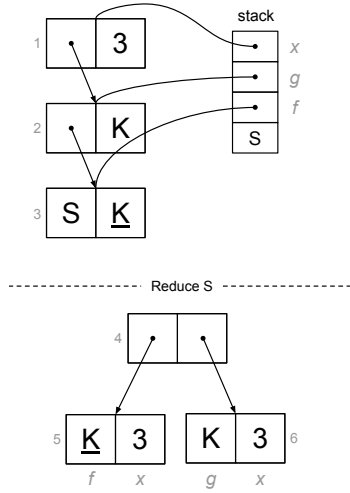 stack
1 3 x
g
2 K f
S
3 S K
Reduce S
4
5 K 3 K 3 6
f x g x